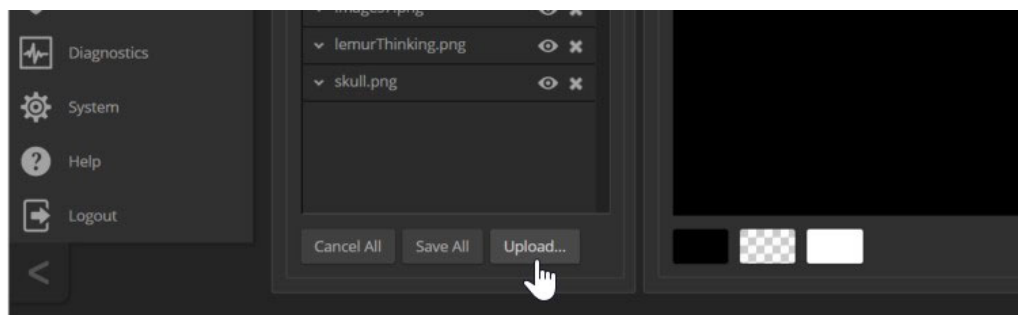 Diagnostics
System
Help
Logout
lemurThinking.png
skull.png
Cancel All
Save All
Upload...